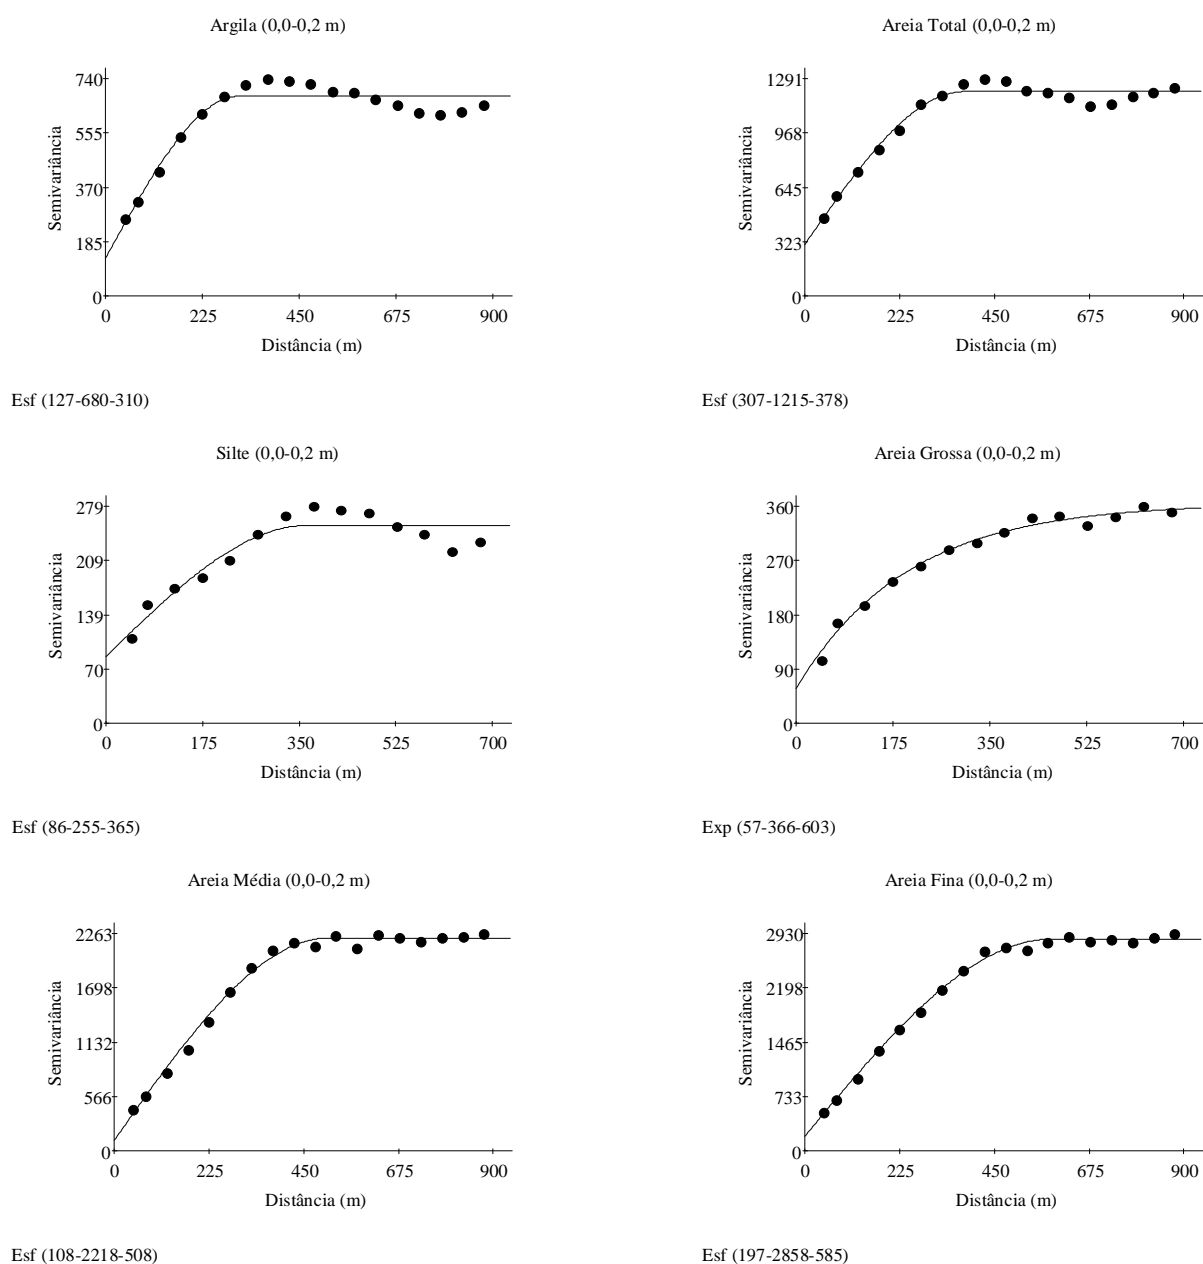 Argila (0,0-0,2 m)
740
555
370
185
0
Semivariância
0 225 450 675 900
Distância (m)
Esf (127-680-310)
Areia Total (0,0-0,2 m)
1291
968
645
323
0
Semivariância
0 225 450 675 900
Distância (m)
Esf (307-1215-378)
Silte (0,0-0,2 m)
279
209
139
70
0
Semivariância
0 175 350 525 700
Distância (m)
Esf (86-255-365)
Areia Grossa (0,0-0,2 m)
360
270
180
90
0
Semivariância
0 175 350 525 700
Distância (m)
Exp (57-366-603)
Areia Média (0,0-0,2 m)
2263
1698
1132
566
0
Semivariância
0 225 450 675 900
Distância (m)
Esf (108-2218-508)
Areia Fina (0,0-0,2 m)
2930
2198
1465
733
0
Semivariância
0 225 450 675 900
Distância (m)
Esf (197-2858-585)